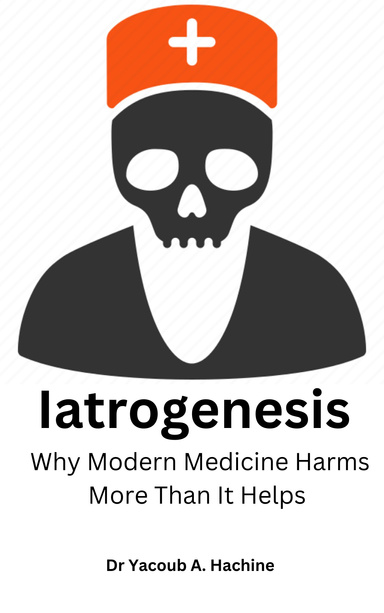 Iatrogenesis
Why Modern Medicine Harms
More Than It Helps
Dr Yacoub A. Hachine